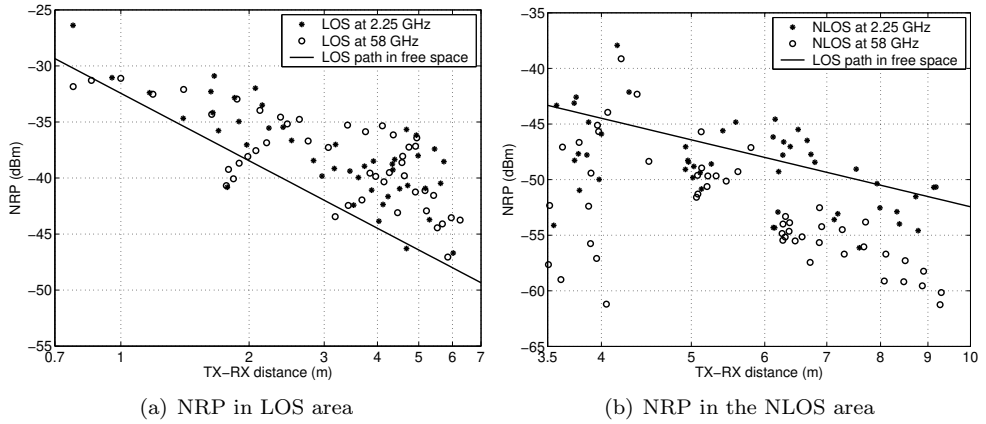 −25
−30
−35
−40
−45
−50
−55
NRP (dBm)
LOS at 2.25 GHz
LOS at 58 GHz
LOS path in free space
0.7 1 2 3 4 5 6 7
TX−RX distance (m)
(a) NRP in LOS area
−35
−40
−45
−50
−55
−60
−65
NRP (dBm)
NLOS at 2.25 GHz
NLOS at 58 GHz
LOS path in free space
3.5 4 5 6 7 8 9 10
TX−RX distance (m)
(b) NRP in the NLOS area